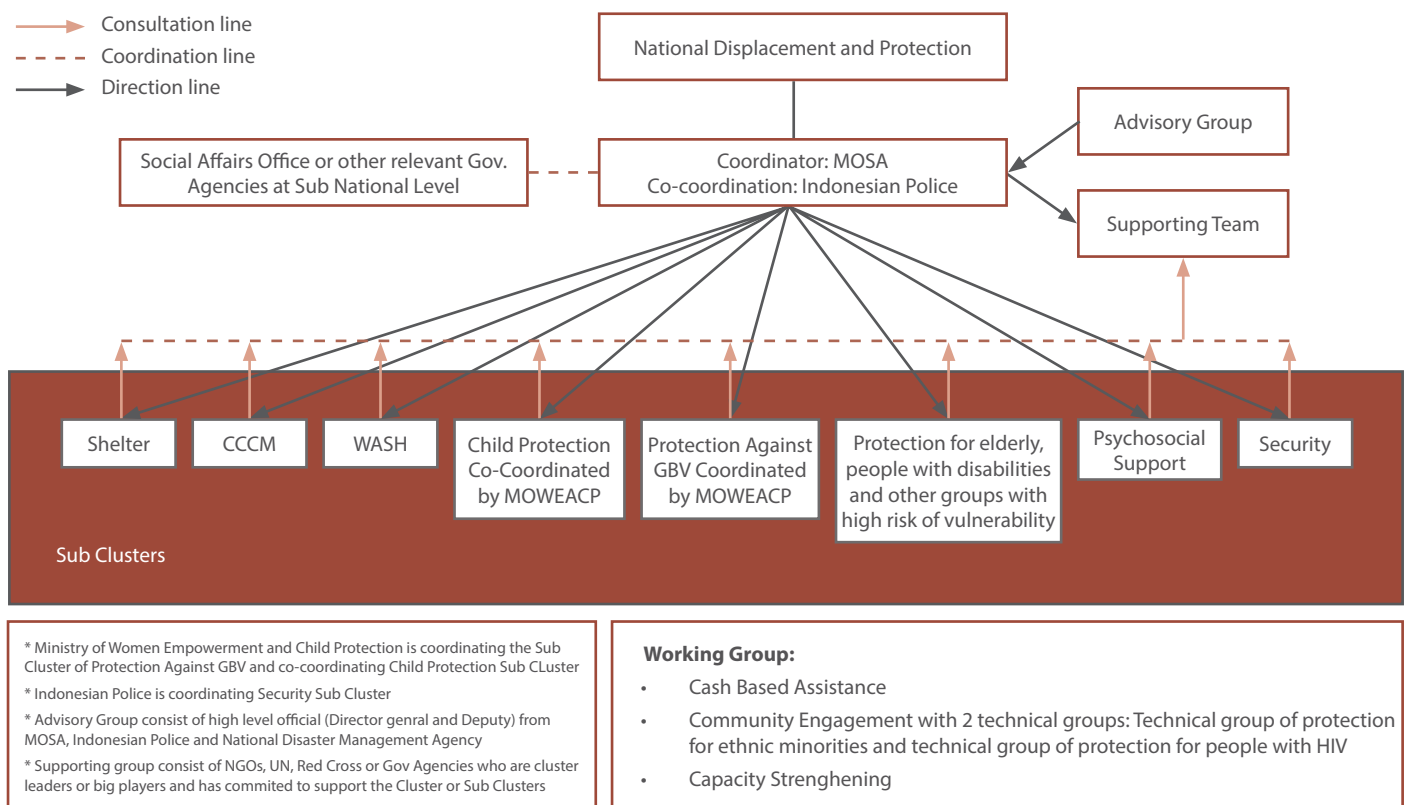 Consultation line
Coordination line
Direction line
National Displacement and Protection
Advisory Group
Social Affairs Office or other relevant Gov.
Agencies at Sub National Level
Coordinator: MOSA
Co-coordination: Indonesian Police
Supporting Team
Shelter
CCCM
WASH
Child Protection
Co-Coordinated
by MOWEACP
Protection Against
GBV Coordinated
by MOWEACP
Protection for elderly,
people with disabilities
and other groups with
high risk of vulnerability
Psychosocial
Support
Security
Sub Clusters
* Ministry of Women Empowerment and Child Protection is coordinating the Sub
Cluster of Protection Against GBV and co-coordinating Child Protection Sub CLuster
* Indonesian Police is coordinating Security Sub Cluster
* Advisory Group consist of high level official (Director genral and Deputy) from
MOSA, Indonesian Police and National Disaster Management Agency
* Supporting group consist of NGOs, UN, Red Cross or Gov Agencies who are cluster
leaders or big players and has commited to support the Cluster or Sub Clusters
Working Group:
• Cash Based Assistance
• Community Engagement with 2 technical groups: Technical group of protection
for ethnic minorities and technical group of protection for people with HIV
• Capacity Strenghening